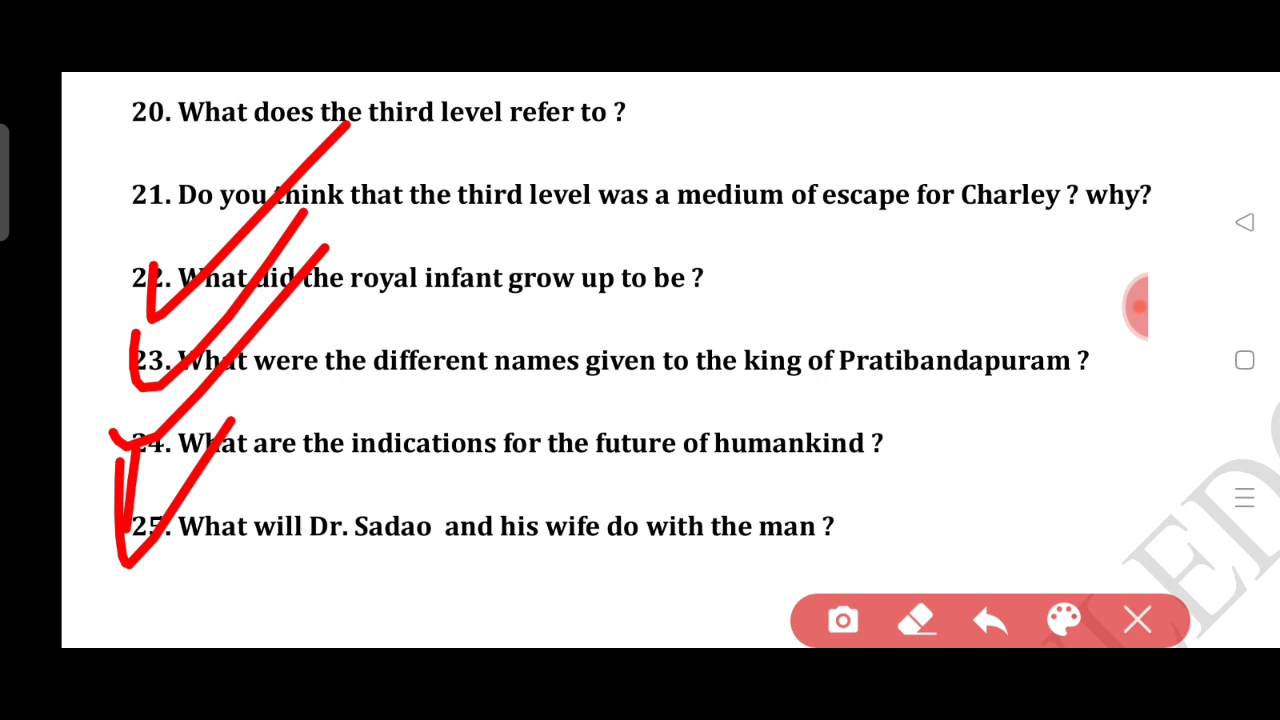 20. What does the third level refer to ?
21. Do you think that the third level was a medium of escape for Charley ? why?
22. What did the royal infant grow up to be ?
23. What were the different names given to the king of Pratibandapuram ?
24. What are the indications for the future of humankind ?
25. What will Dr. Sadao and his wife do with the man ?